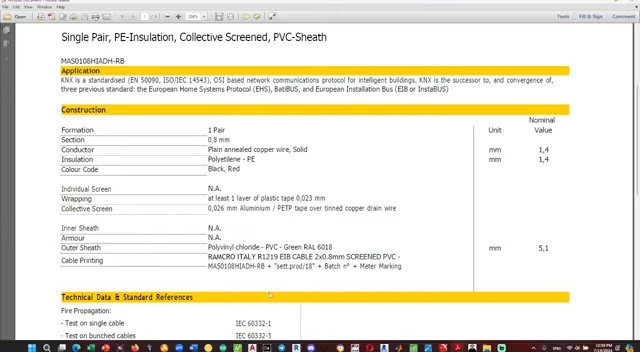 File Edit View Window Help
Open
1 / 1
204%
Tools Fill & Sign Comment
Single Pair, PE-Insulation, Collective Screened, PVC-Sheath
MAS0108HIADH-RB
Application
KNX is a standardised (EN 50090, ISO/IEC 14543), OSI based network communications protocol for intelligent buildings. KNX is the successor to, and convergence of,
three previous standard: the European Home Systems Protocol (EHS), BatiBUS, and European Installation Bus (EIB or InstaBUS)
Construction
Nominal
Unit Value
Formation 1 Pair
Section 0,8 mm
Conductor Plain annealed copper wire, Solid mm 1,4
Insulation Polyetilene - PE mm 1,4
Colour Code Black, Red
Individual Screen N.A.
Wrapping at least 1 layer of plastic tape 0,023 mm
Collective Screen 0,026 mm Aluminium / PETP tape over tinned copper drain wire
Inner Sheath N.A.
Armour N.A.
Outer Sheath Polyvinyl chloride - PVC - Green RAL 6018 mm 5,1
Cable Printing RAMCRO ITALY R1219 EIB CABLE 2x0.8mm SCREENED PVC -
MAS0108HIADH-RB + "sett.prod/18" + Batch n° + Meter Marking
Technical Data & Standard References
Fire Propagation:
- Test on single cable IEC 60332-1
- Test on bunched cables IEC 60332-3